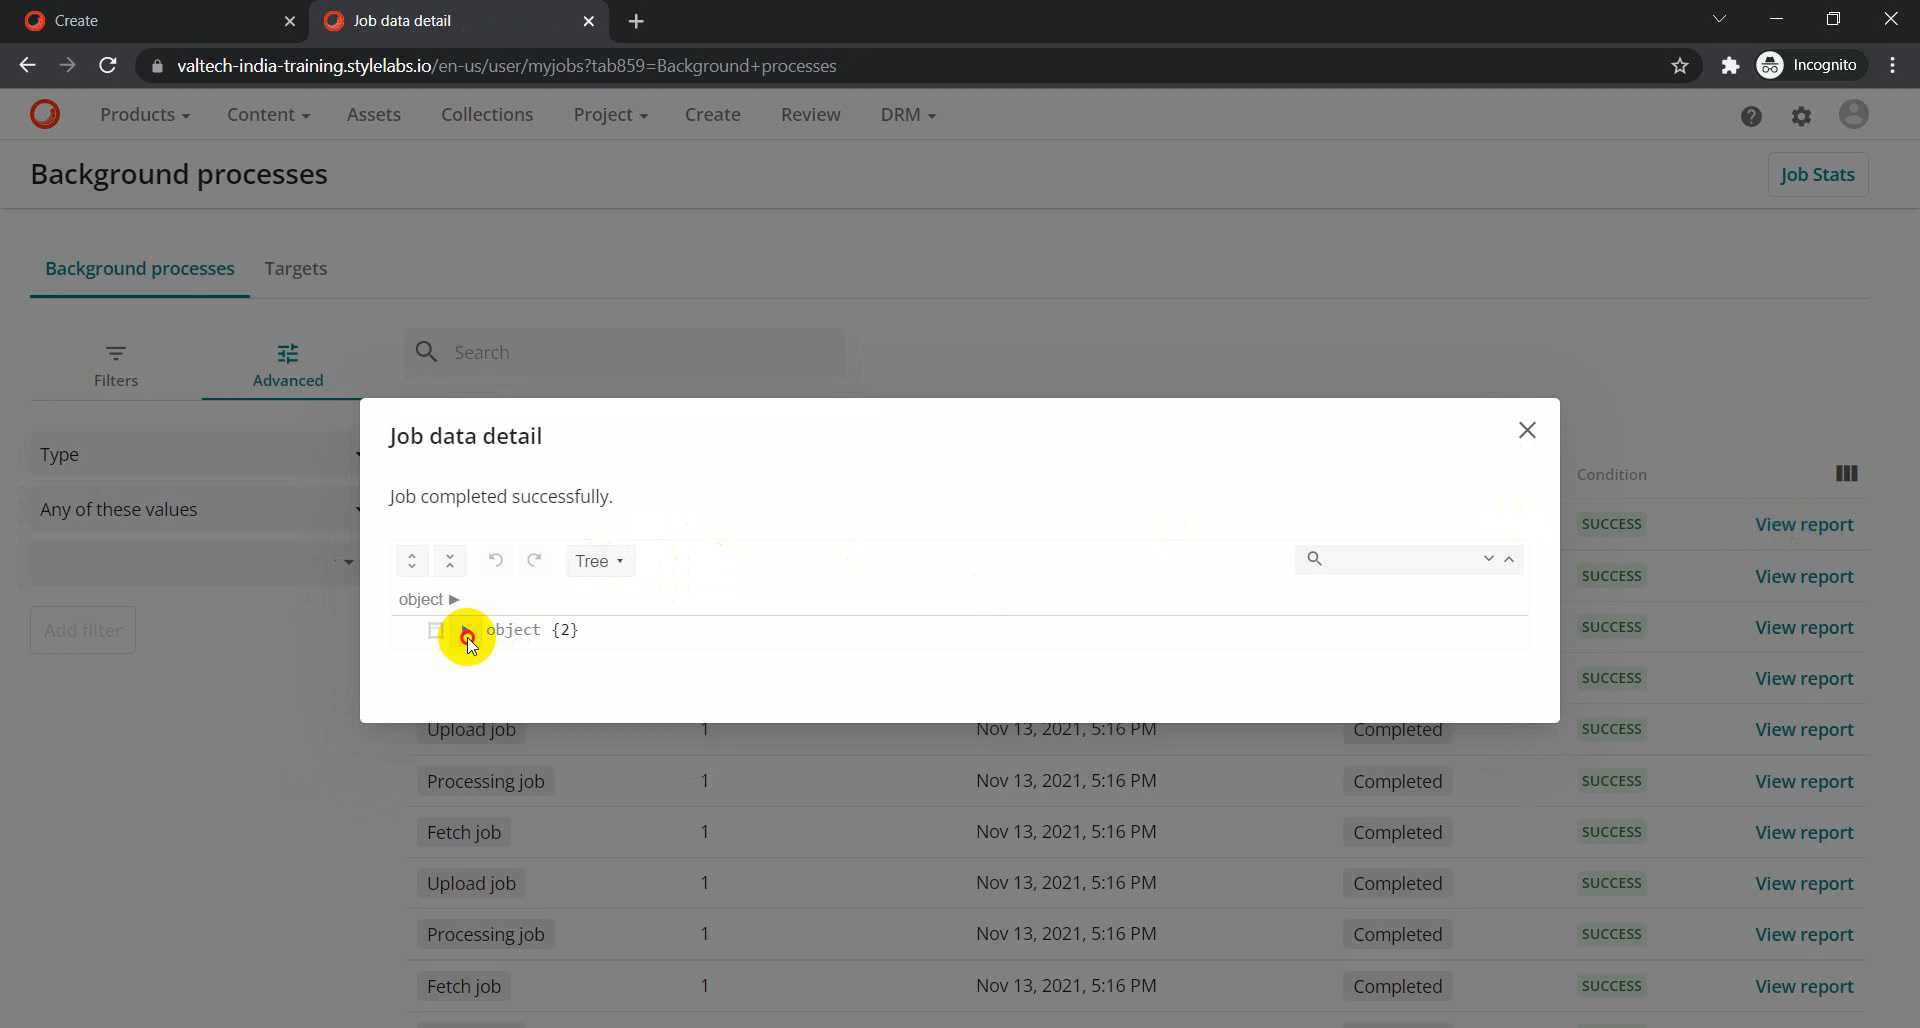 Create
Job data detail
valtech-india-training.stylelabs.io/en-us/user/myjobs?tab859=Background+processes
Incognito
Products Content Assets Collections Project Create Review DRM
Background processes
Job Stats
Background processes Targets
Filters Advanced
Search
Type
Any of these values
Add filter
Job data detail
Job completed successfully.
Tree
object
object {2}
Condition
SUCCESS View report
SUCCESS View report
SUCCESS View report
SUCCESS View report
Upload job 1 Nov 13, 2021, 5:16 PM Completed SUCCESS View report
Processing job 1 Nov 13, 2021, 5:16 PM Completed SUCCESS View report
Fetch job 1 Nov 13, 2021, 5:16 PM Completed SUCCESS View report
Upload job 1 Nov 13, 2021, 5:16 PM Completed SUCCESS View report
Processing job 1 Nov 13, 2021, 5:16 PM Completed SUCCESS View report
Fetch job 1 Nov 13, 2021, 5:16 PM Completed SUCCESS View report